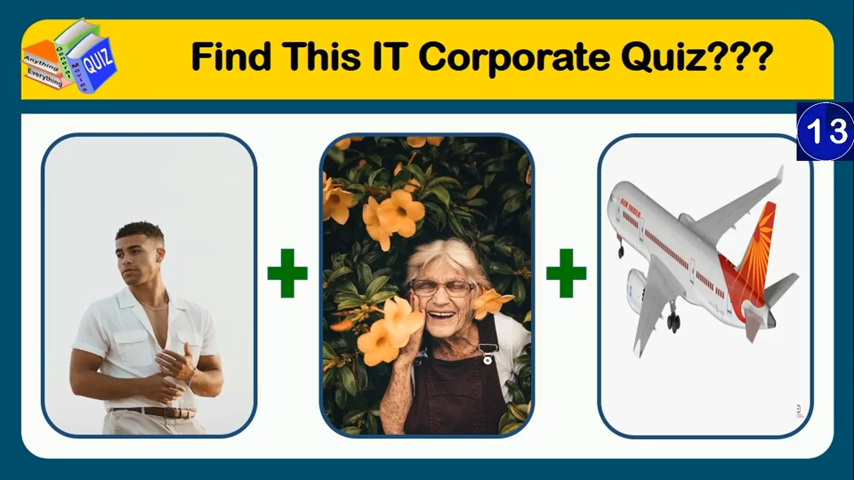 Find This IT Corporate Quiz???
Anything
Everything
QUIZ
13
AIR INDIA